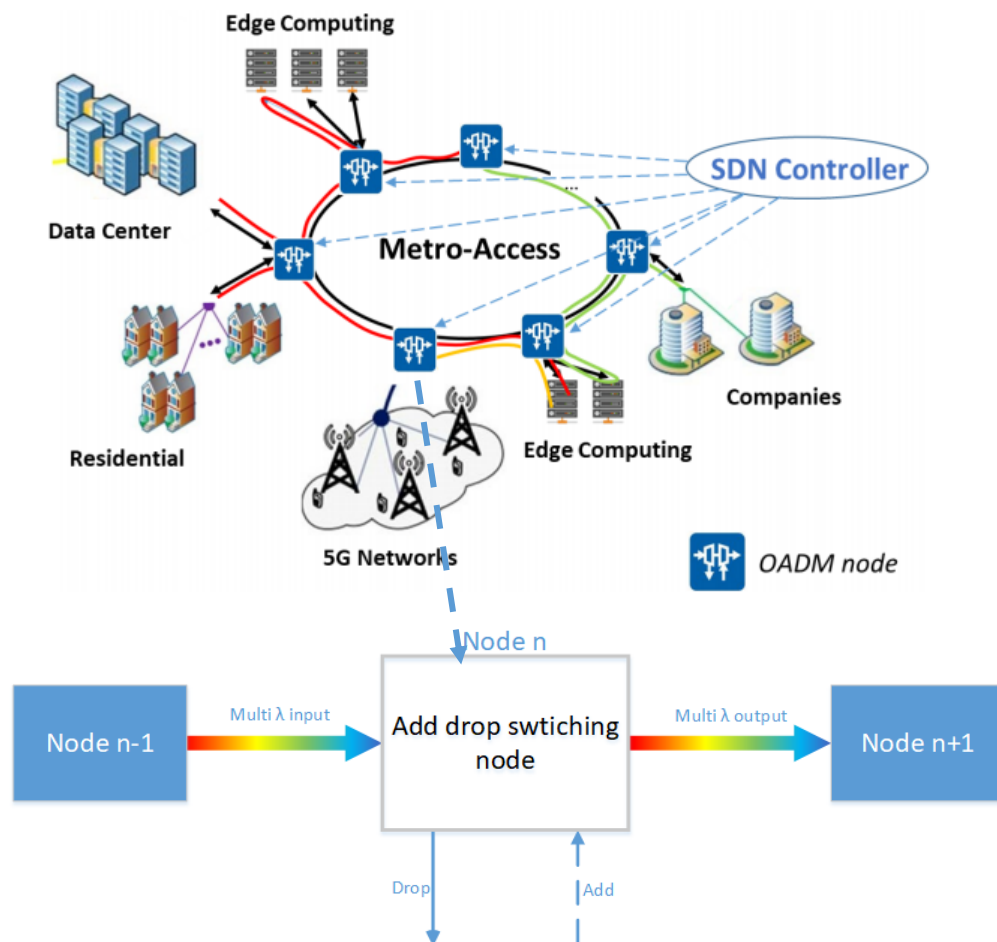 Edge Computing
SDN Controller
...
Data Center
Metro-Access
Residential
Companies
Edge Computing
5G Networks
OADM node
Node n
Node n-1
Multi λ input
Add drop swtiching
node
Multi λ output
Node n+1
Drop
Add